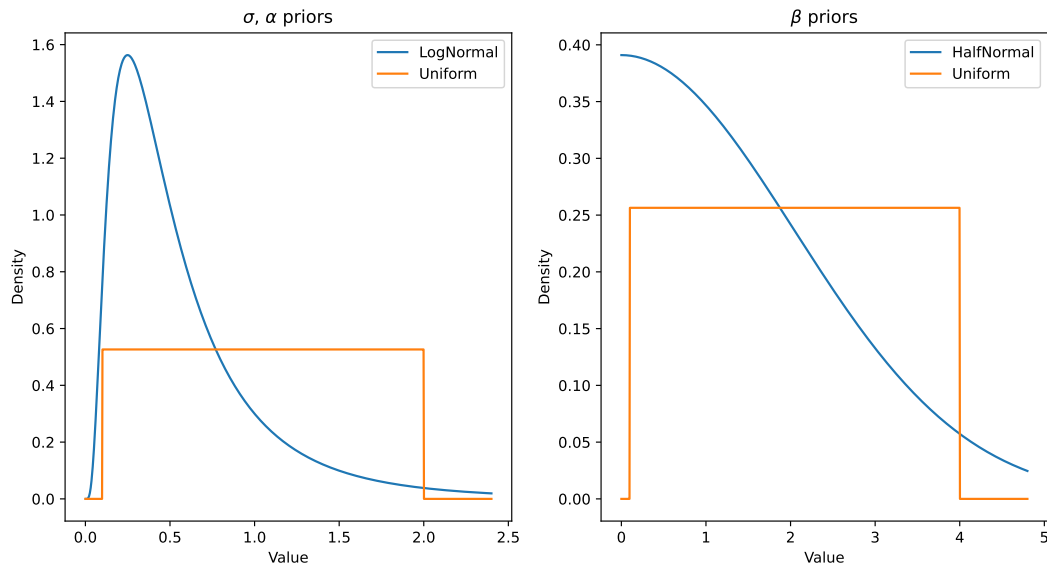 σ, α priors
LogNormal
Uniform
1.6
1.4
1.2
1.0
0.8
0.6
0.4
0.2
0.0
Density
0.0 0.5 1.0 1.5 2.0 2.5
Value
β priors
HalfNormal
Uniform
0.40
0.35
0.30
0.25
0.20
0.15
0.10
0.05
0.00
Density
0 1 2 3 4 5
Value